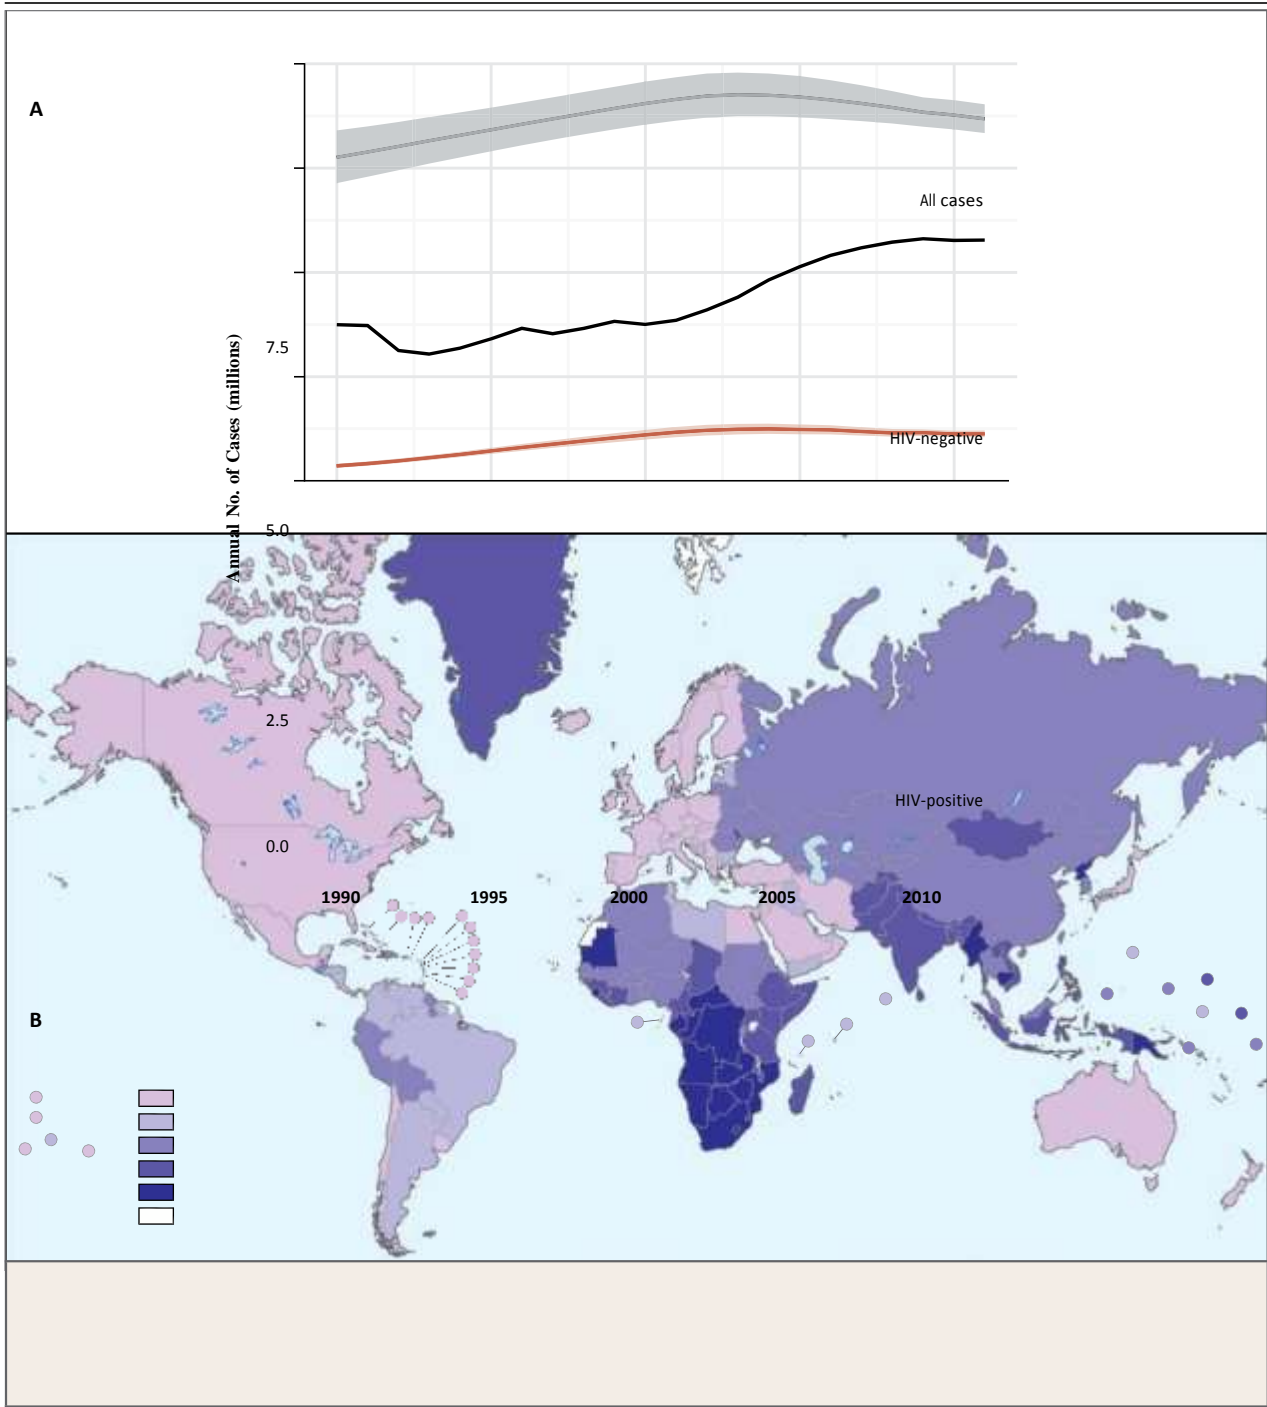 A
All cases
7.5
Annual No. of Cases (millions)
HIV-negative
5.0
2.5
HIV-positive
0.0
1990 1995 2000 2005 2010
B